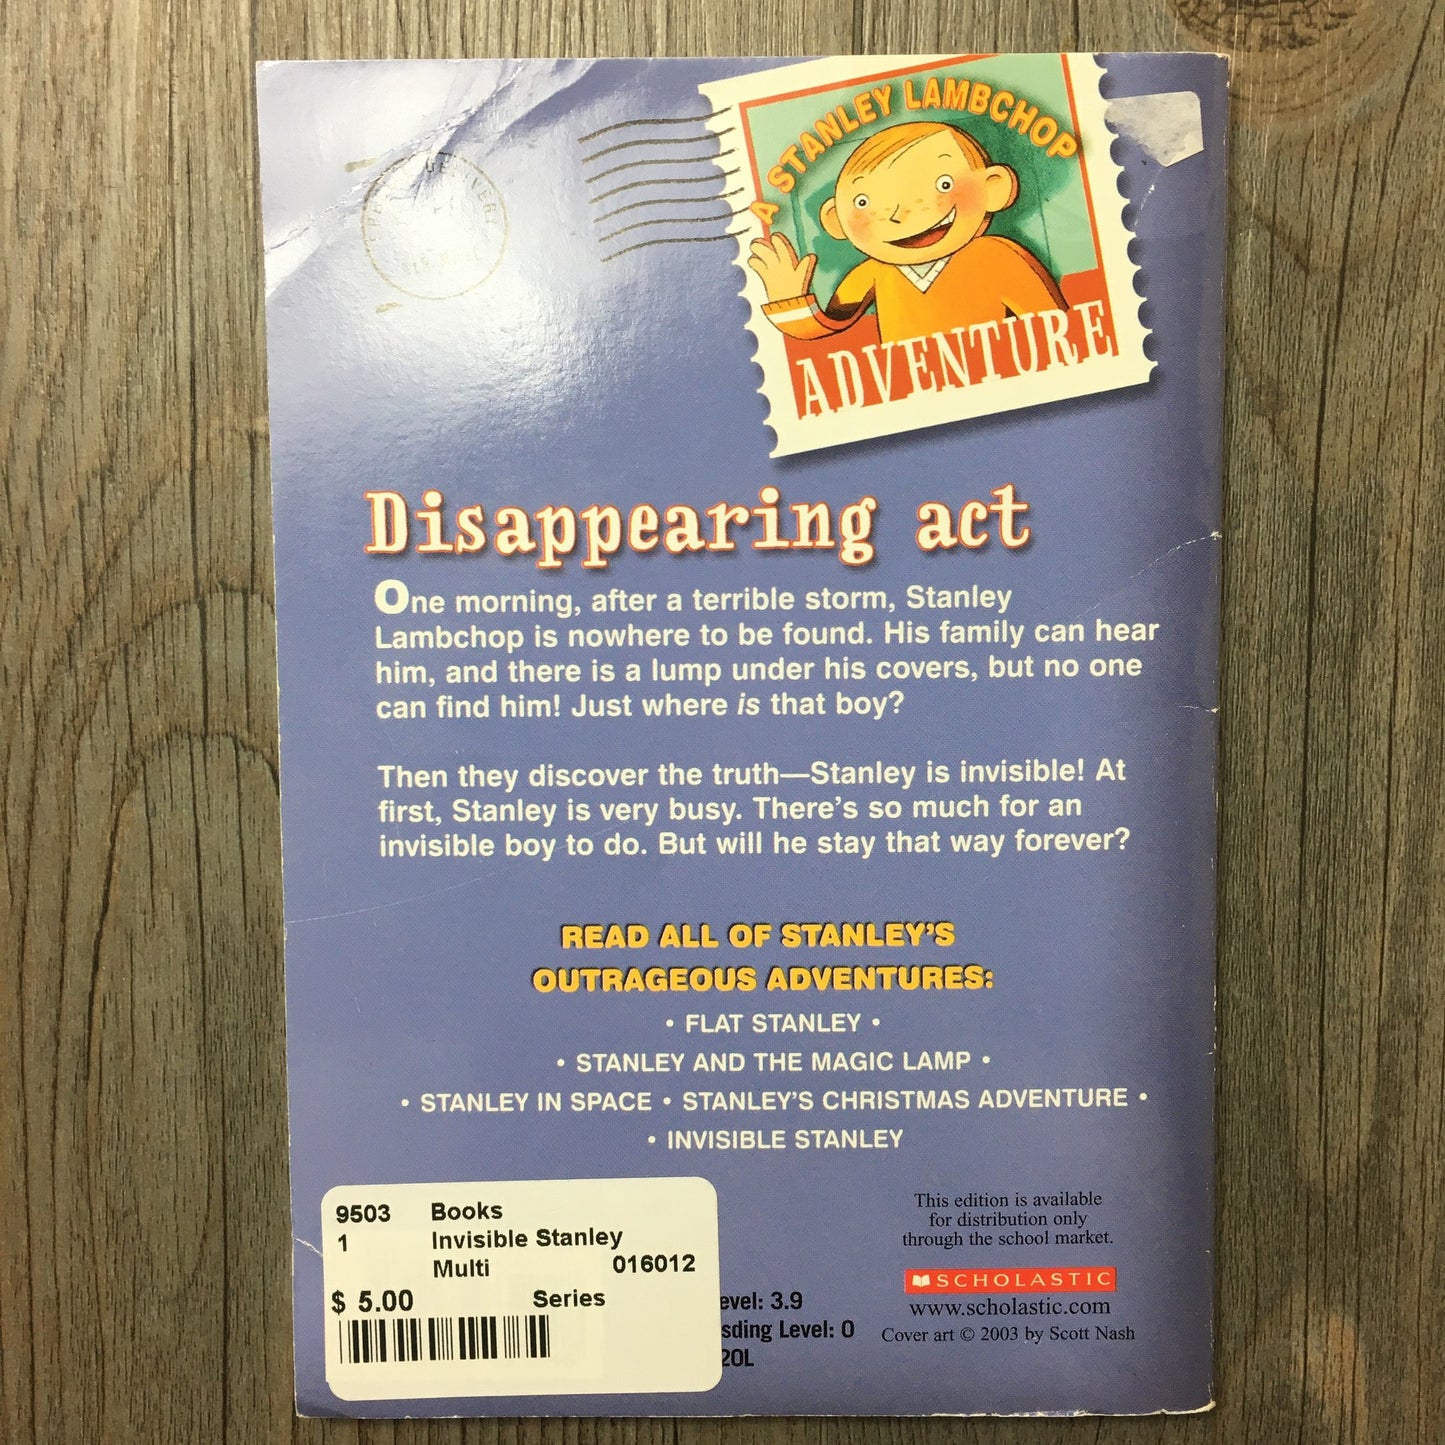 A STANLEY LAMBCHOP
ADVENTURE
Disappearing act
One morning, after a terrible storm, Stanley
Lambchop is nowhere to be found. His family can hear
him, and there is a lump under his covers, but no one
can find him! Just where is that boy?
Then they discover the truth—Stanley is invisible! At
first, Stanley is very busy. There's so much for an
invisible boy to do. But will he stay that way forever?
READ ALL OF STANLEY'S
OUTRAGEOUS ADVENTURES:
• FLAT STANLEY •
• STANLEY AND THE MAGIC LAMP •
• STANLEY IN SPACE • STANLEY'S CHRISTMAS ADVENTURE •
• INVISIBLE STANLEY
9503 Books
1 Invisible Stanley
Multi 016012
$ 5.00 Series
evel: 3.9
ding Level: O
20L
This edition is available
for distribution only
through the school market.
SCHOLASTIC
www.scholastic.com
Cover art © 2003 by Scott Nash